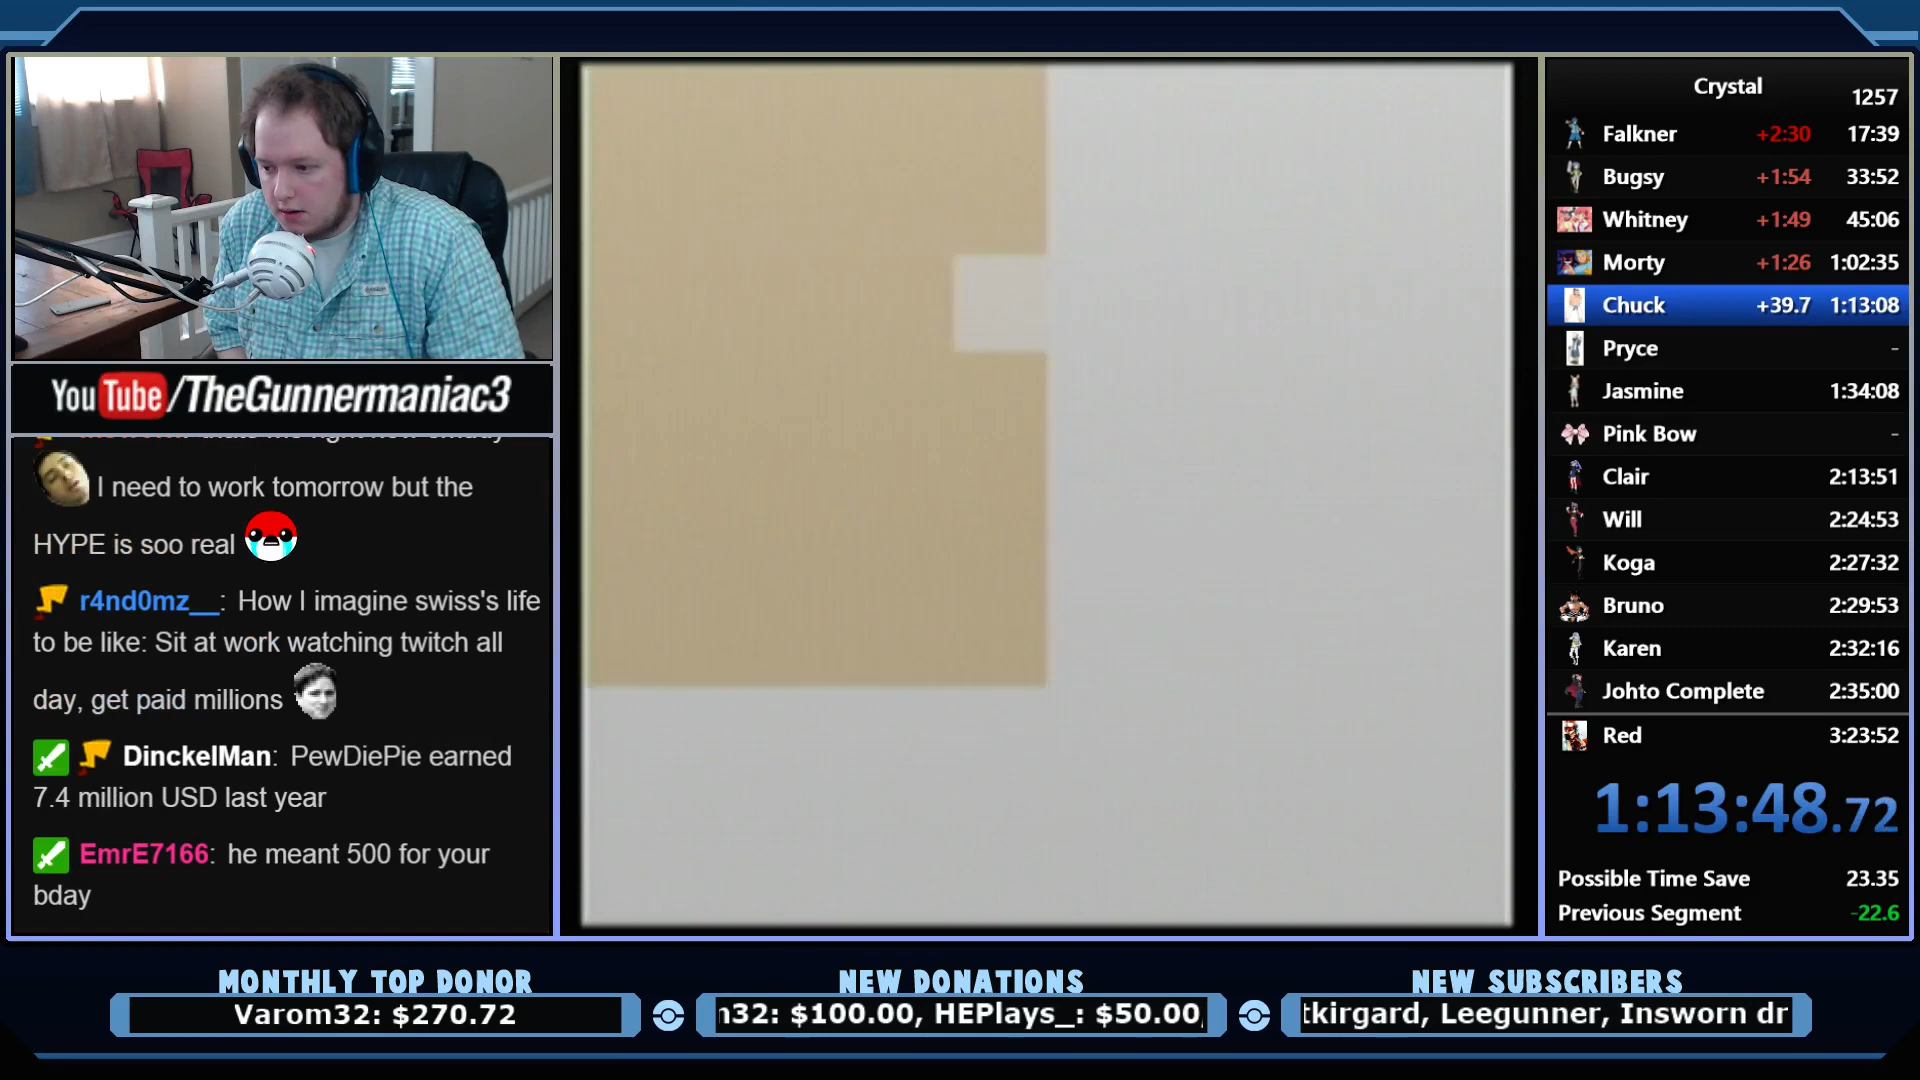 YouTube/TheGunnermaniac3
I need to work tomorrow but the
HYPE is soo real
r4nd0mz__: How I imagine swiss's life
to be like: Sit at work watching twitch all
day, get paid millions
DinckelMan: PewDiePie earned
7.4 million USD last year
EmrE7166: he meant 500 for your
bday
Crystal
1257
Falkner +2:30 17:39
Bugsy +1:54 33:52
Whitney +1:49 45:06
Morty +1:26 1:02:35
Chuck +39.7 1:13:08
Pryce -
Jasmine 1:34:08
Pink Bow -
Clair 2:13:51
Will 2:24:53
Koga 2:27:32
Bruno 2:29:53
Karen 2:32:16
Johto Complete 2:35:00
Red 3:23:52
1:13:48.72
Possible Time Save 23.35
Previous Segment -22.6
MONTHLY TOP DONOR
Varom32: $270.72
NEW DONATIONS
n32: $100.00, HEPlays_: $50.00,
NEW SUBSCRIBERS
tkirgard, Leegunner, Insworn dr